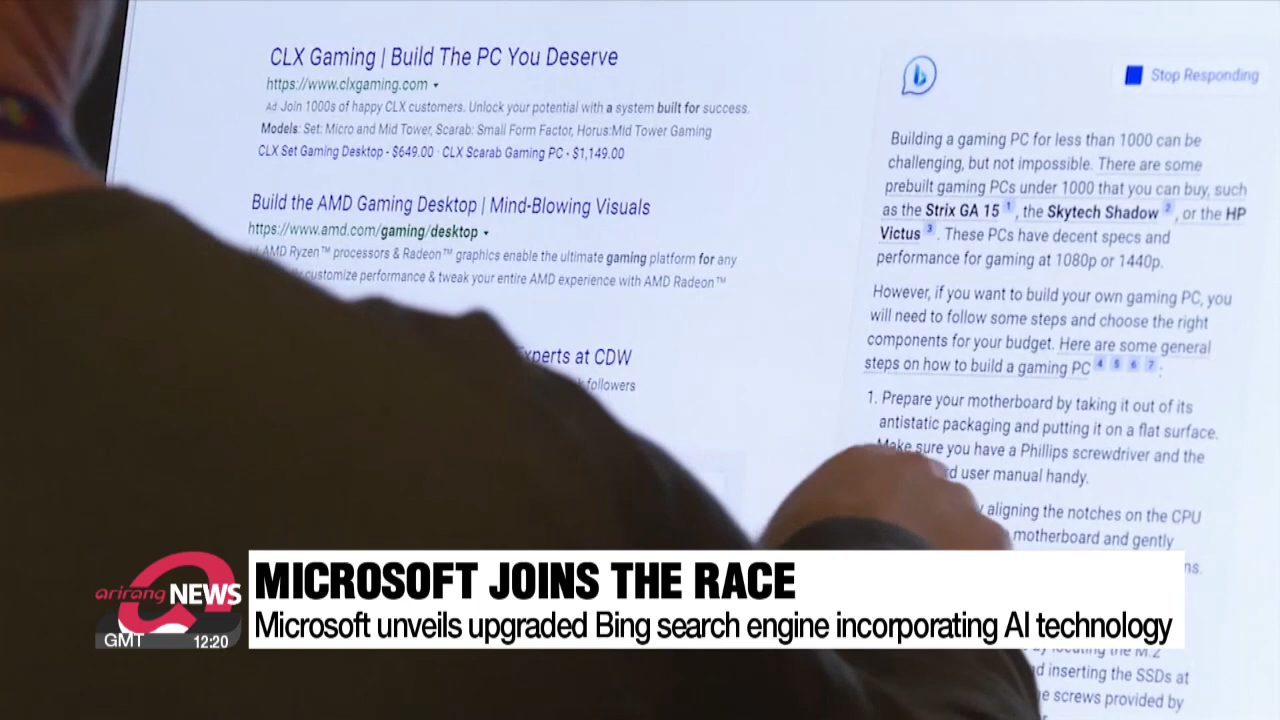 CLX Gaming | Build The PC You Deserve
https://www.clxgaming.com
Ad Join 1000s of happy CLX customers. Unlock your potential with a system built for success.
Models: Set: Micro and Mid Tower, Scarab: Small Form Factor, Horus:Mid Tower Gaming
CLX Set Gaming Desktop - $649.00 · CLX Scarab Gaming PC - $1,149.00
Build the AMD Gaming Desktop | Mind-Blowing Visuals
https://www.amd.com/gaming/desktop
AMD Ryzen™ processors & Radeon™ graphics enable the ultimate gaming platform for any
customize performance & tweak your entire AMD experience with AMD Radeon™
Experts at CDW
followers
Stop Responding
Building a gaming PC for less than 1000 can be
challenging, but not impossible. There are some
prebuilt gaming PCs under 1000 that you can buy, such
as the Strix GA 15 1, the Skytech Shadow 2, or the HP
Victus 3. These PCs have decent specs and
performance for gaming at 1080p or 1440p.
However, if you want to build your own gaming PC, you
will need to follow some steps and choose the right
components for your budget. Here are some general
steps on how to build a gaming PC 4 5 6 7:
1. Prepare your motherboard by taking it out of its
antistatic packaging and putting it on a flat surface.
Make sure you have a Phillips screwdriver and the
user manual handy.
aligning the notches on the CPU
motherboard and gently
arirang NEWS
GMT 12:20
MICROSOFT JOINS THE RACE
Microsoft unveils upgraded Bing search engine incorporating AI technology
by locating the M.2
inserting the SSDs at
screws provided by